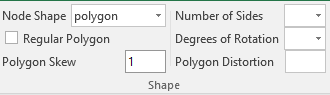 Node Shape polygon Number of Sides
Regular Polygon Degrees of Rotation
Polygon Skew 1 Polygon Distortion
Shape